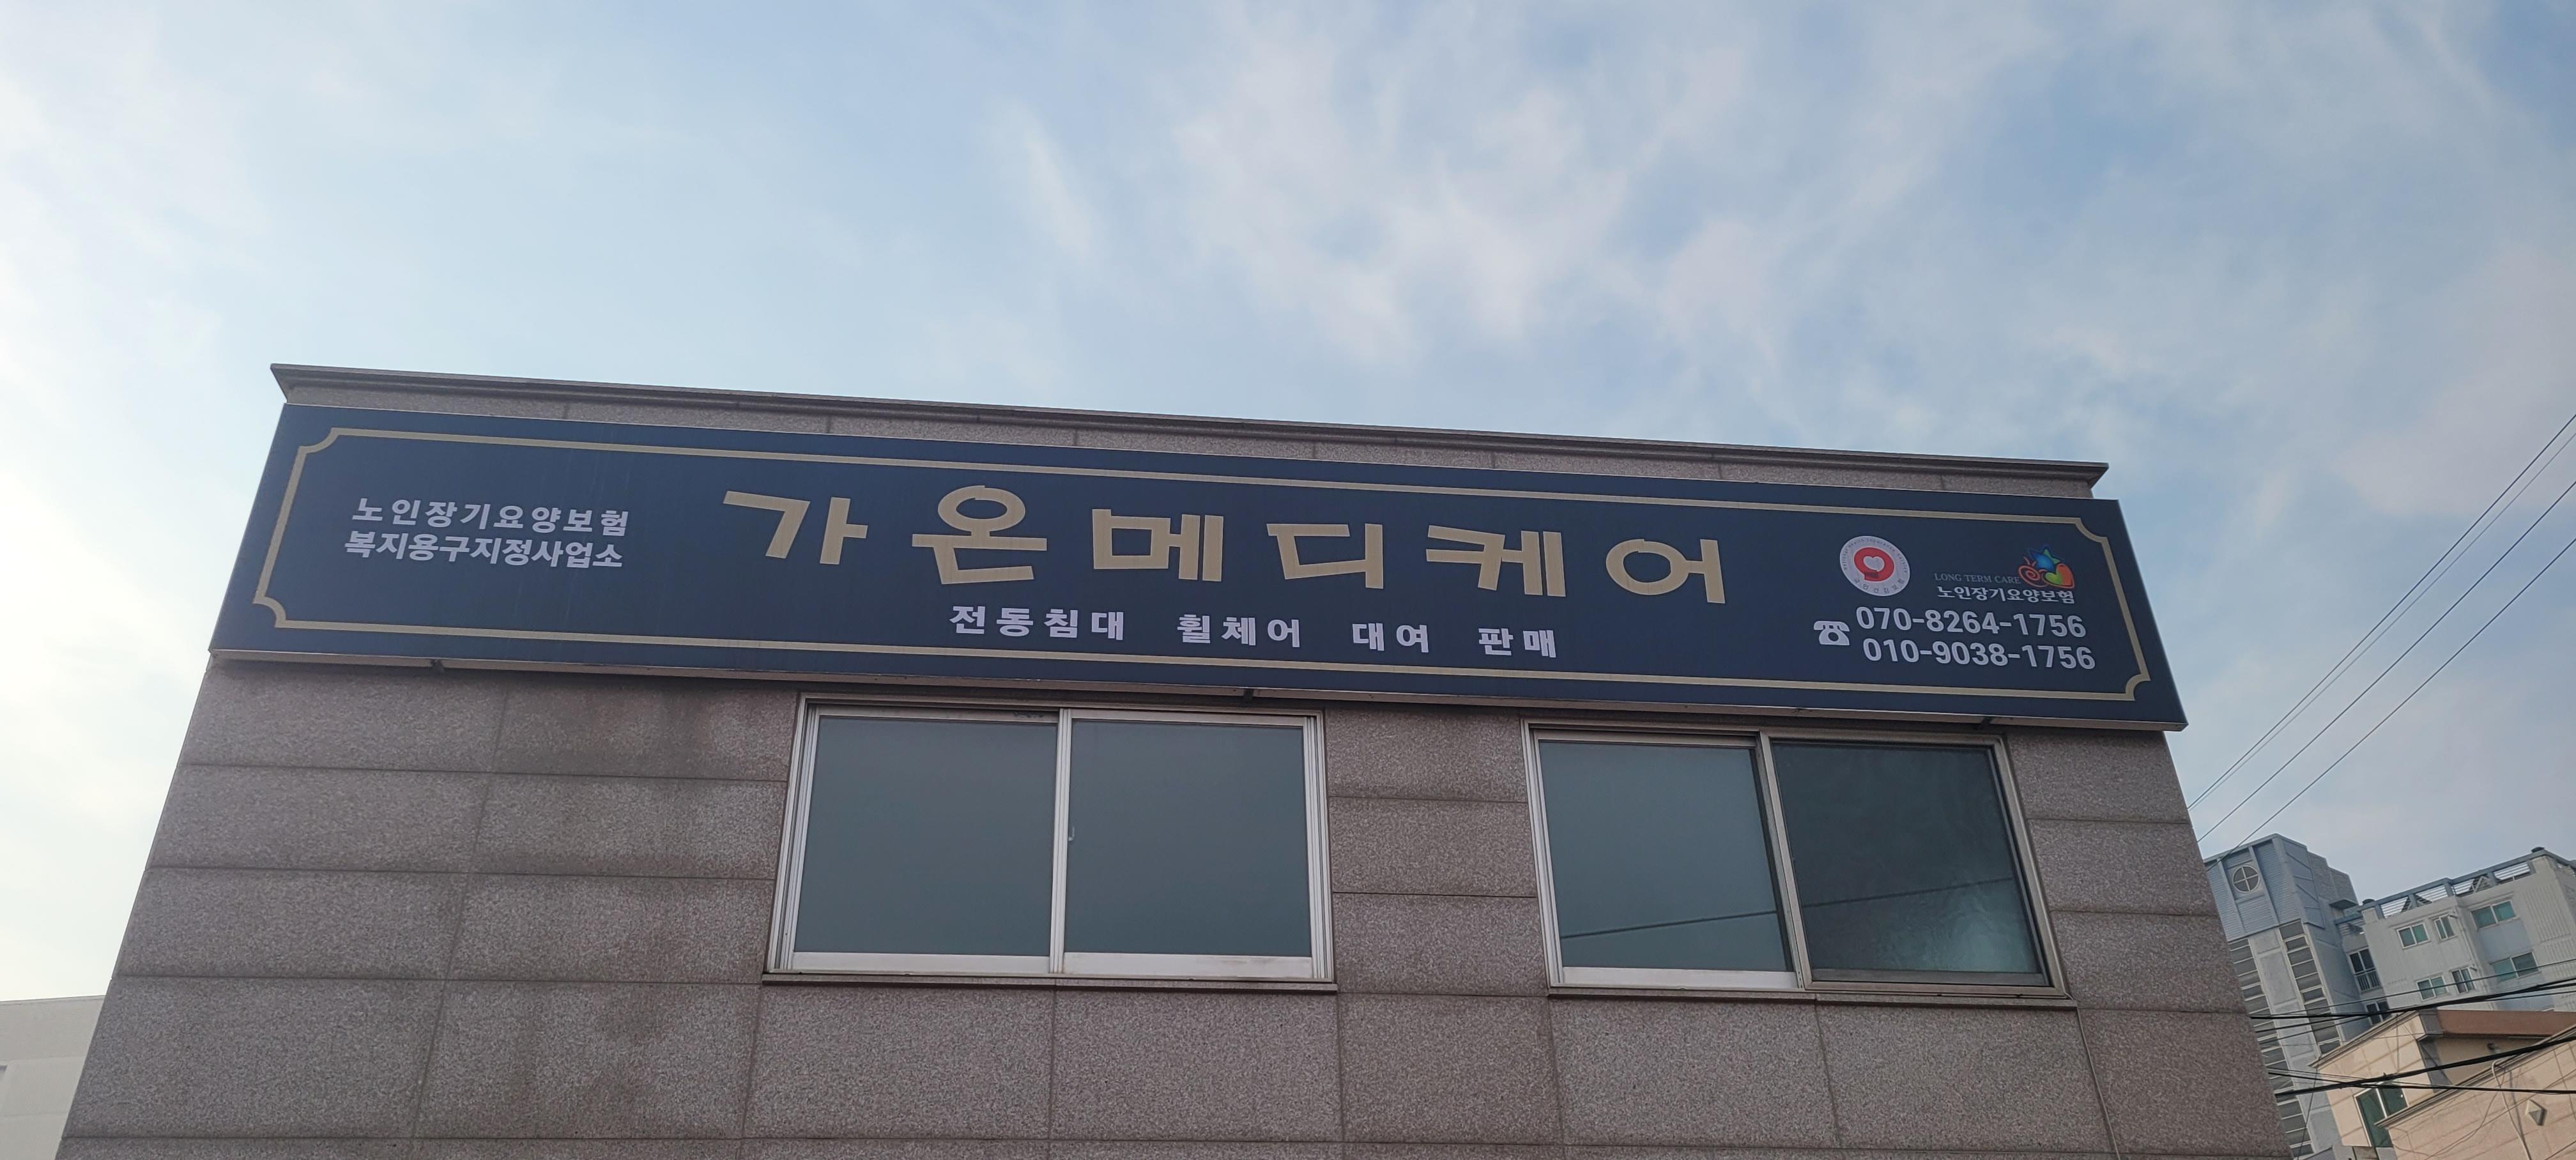 노인장기요양보험
복지용구지정사업소
가온메디케어
전동침대 휠체어 대여 판매
LONG TERM CARE
노인장기요양보험
☎ 070-8264-1756
010-9038-1756